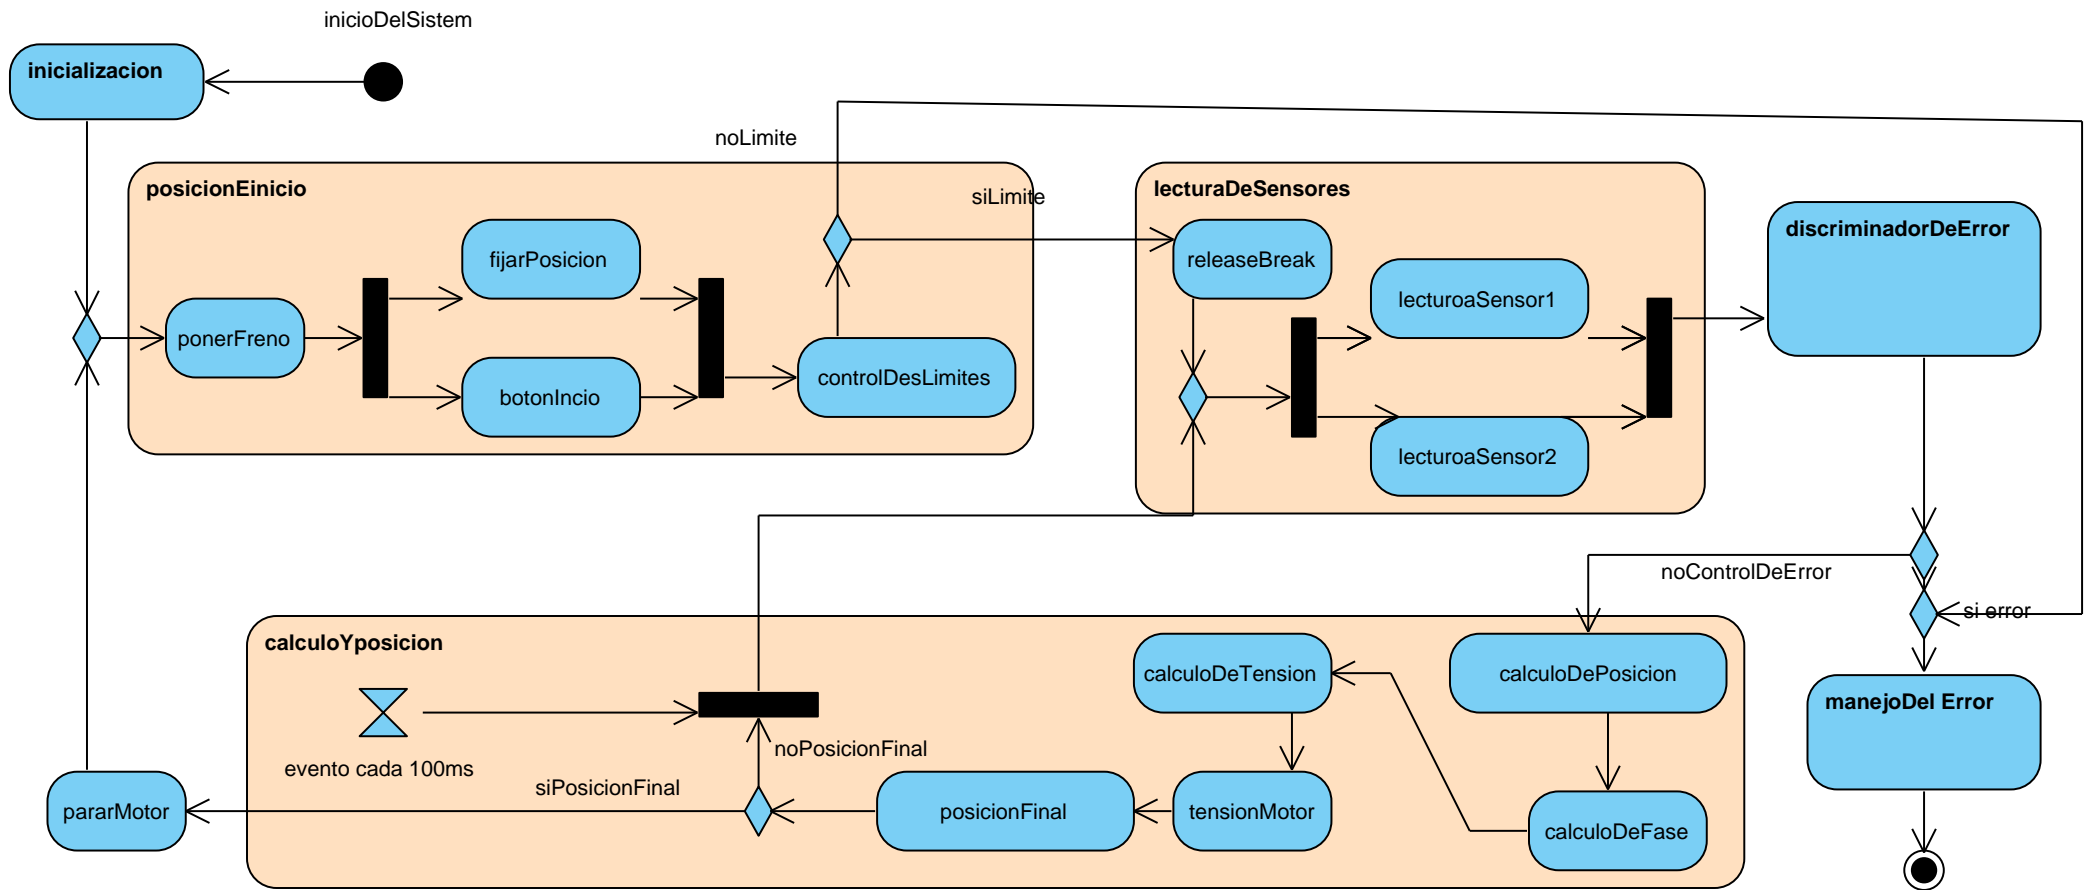 inicioDelSistem
inicializacion
noLimite
posicionEinicio
siLimite
lecturaDeSensores
discriminadorDeError
fijarPosicion
releaseBreak
lecturoaSensor1
ponerFreno
controlDesLimites
botonIncio
lecturoaSensor2
noControlDeError
si error
calculoYposicion
calculoDeTension
calculoDePosicion
manejoDel Error
noPosicionFinal
evento cada 100ms
siPosicionFinal
pararMotor
posicionFinal
tensionMotor
calculoDeFase